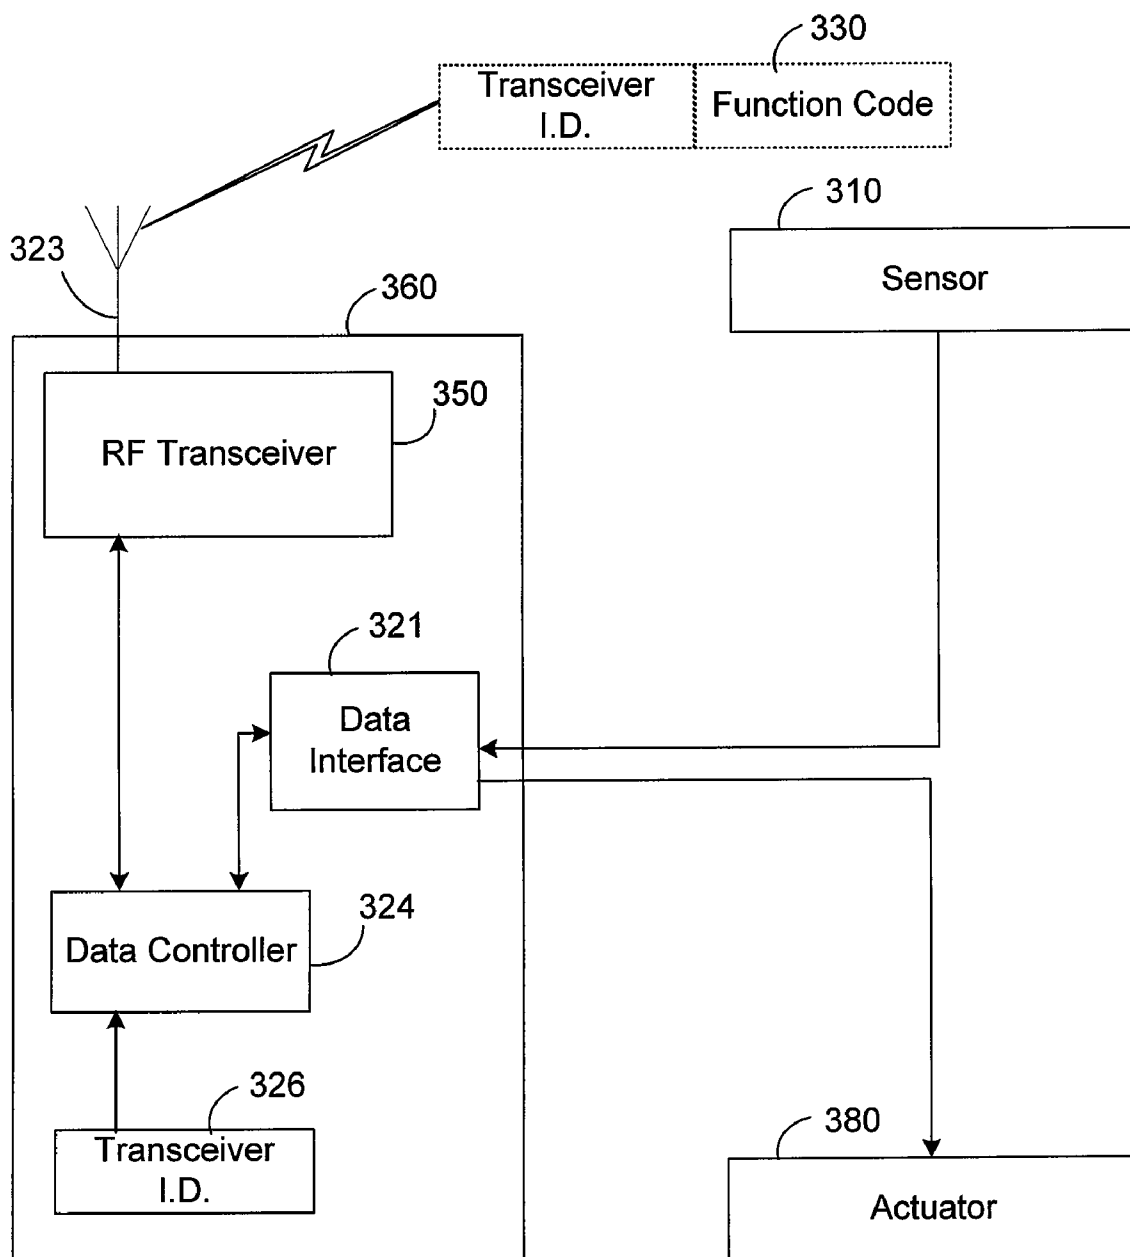 330
Transceiver
I.D.
Function Code
310
Sensor
323
360
350
RF Transceiver
321
Data
Interface
324
Data Controller
326
Transceiver
I.D.
380
Actuator